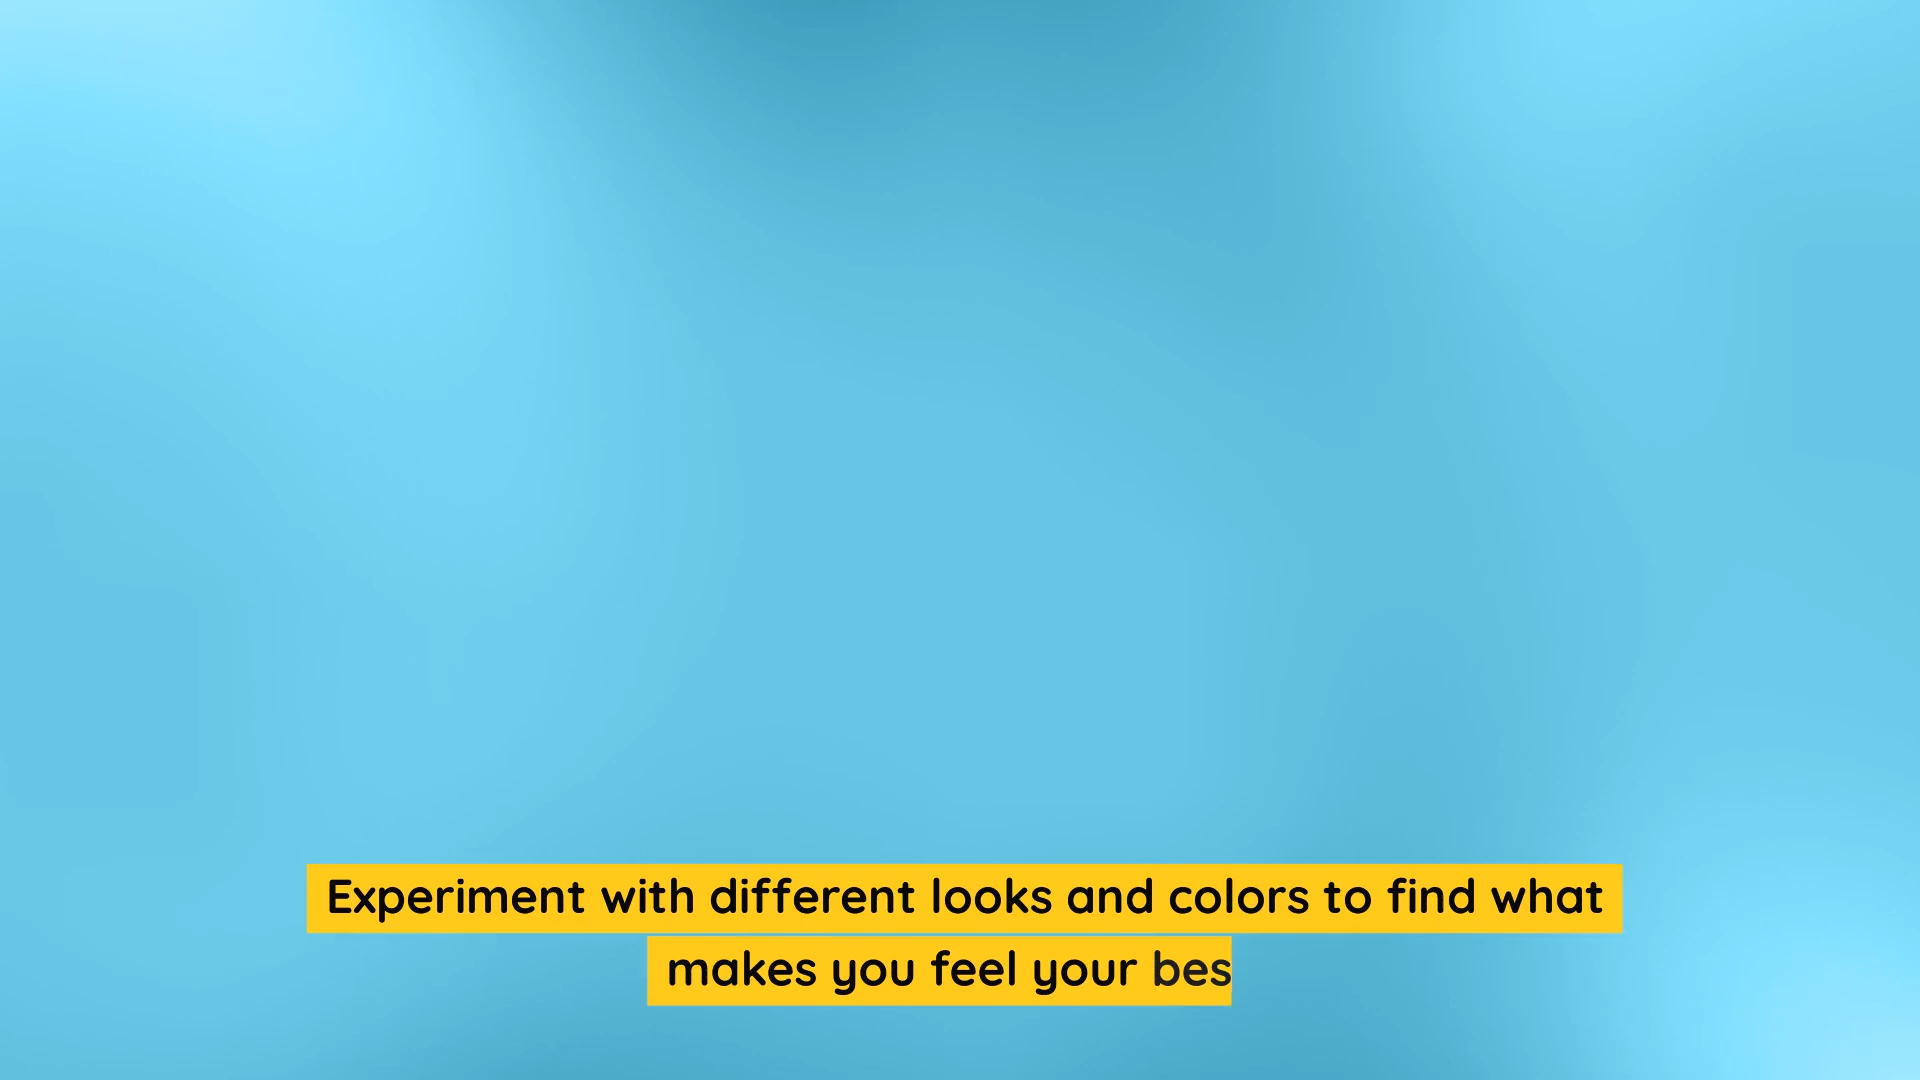 Experiment with different looks and colors to find what
makes you feel your bes